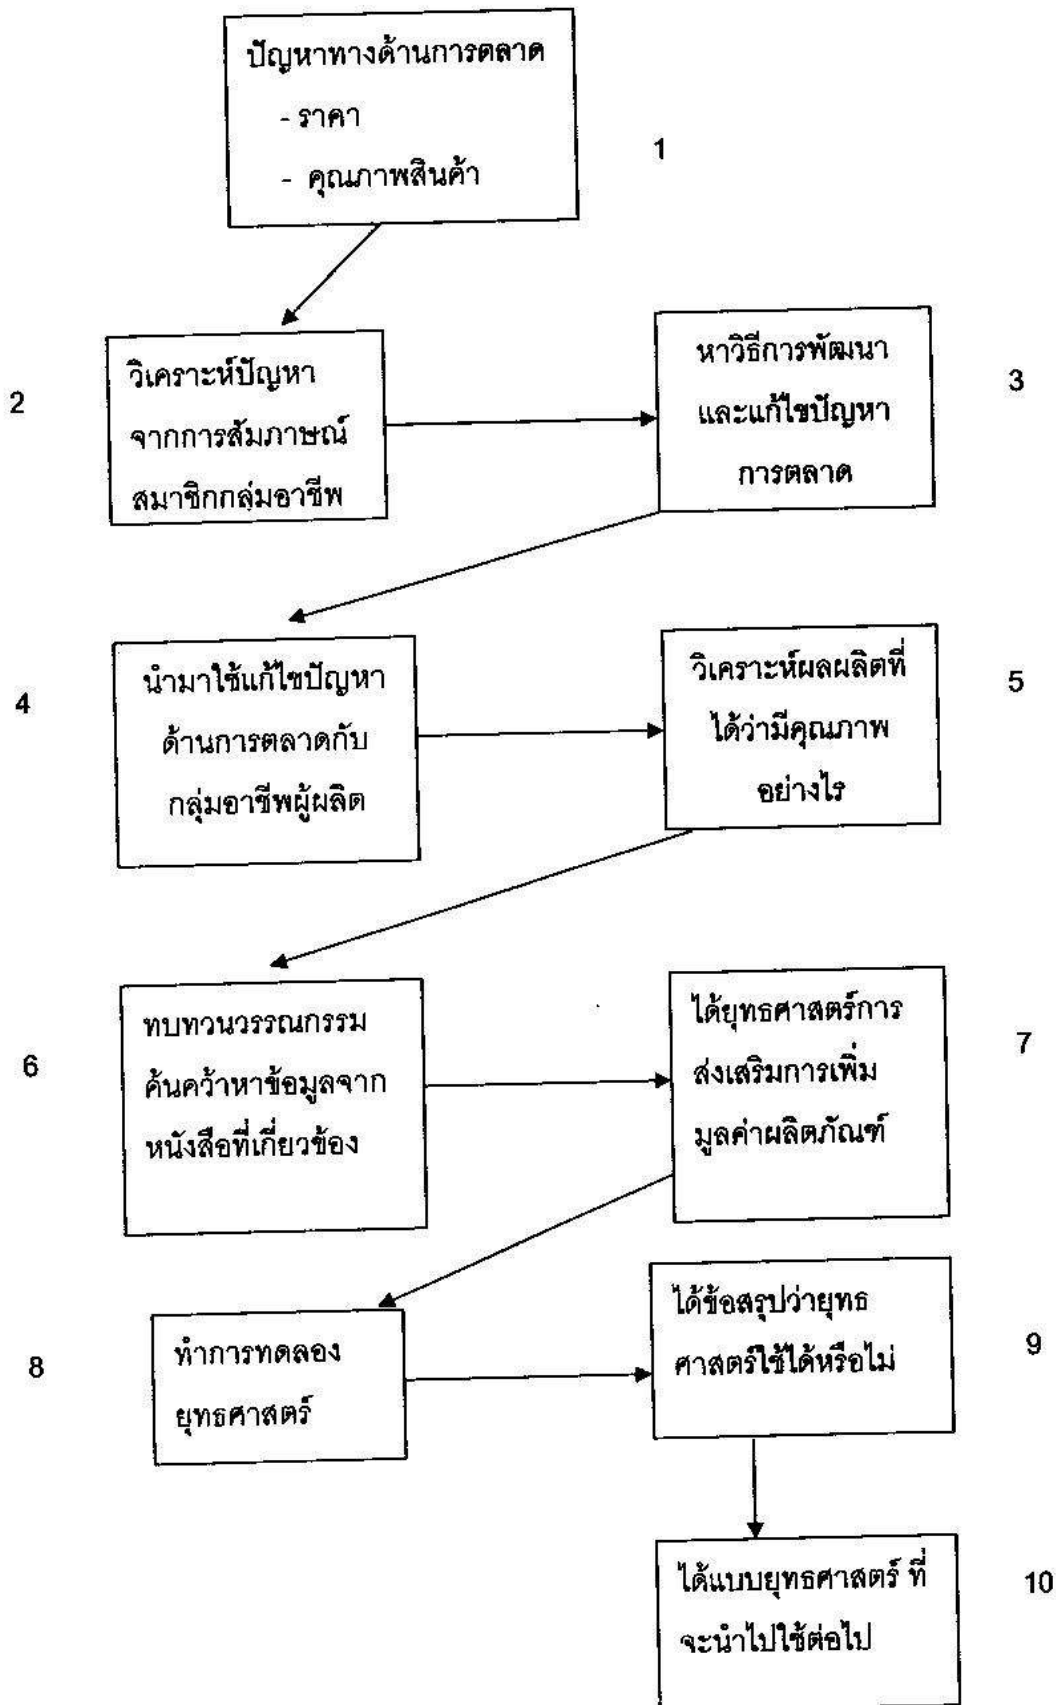 ปัญหาทางด้านการตลาด
- ราคา
- คุณภาพสินค้า
1
2
วิเคราะห์ปัญหา
จากการสัมภาษณ์
สมาชิกกลุ่มอาชีพ
หาวิธีการพัฒนา
และแก้ไขปัญหา
การตลาด
3
4
นำมาใช้แก้ไขปัญหา
ด้านการตลาดกับ
กลุ่มอาชีพผู้ผลิต
วิเคราะห์ผลผลิตที่
ได้ว่ามีคุณภาพ
อย่างไร
5
6
ทบทวนวรรณกรรม
ค้นคว้าหาข้อมูลจาก
หนังสือที่เกี่ยวข้อง
ได้ยุทธศาสตร์การ
ส่งเสริมการเพิ่ม
มูลค่าผลิตภัณฑ์
7
8
ทำการทดลอง
ยุทธศาสตร์
ได้ข้อสรุปว่ายุทธ
ศาสตร์ใช้ได้หรือไม่
9
ได้แบบยุทธศาสตร์ ที่
จะนำไปใช้ต่อไป
10